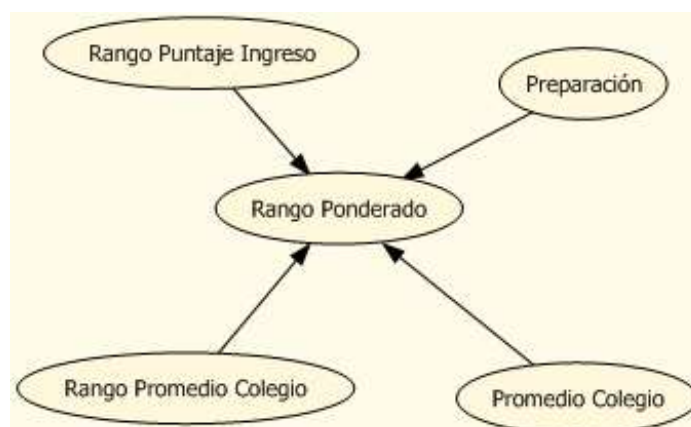 Rango Puntaje Ingreso
Preparación
Rango Ponderado
Rango Promedio Colegio
Promedio Colegio